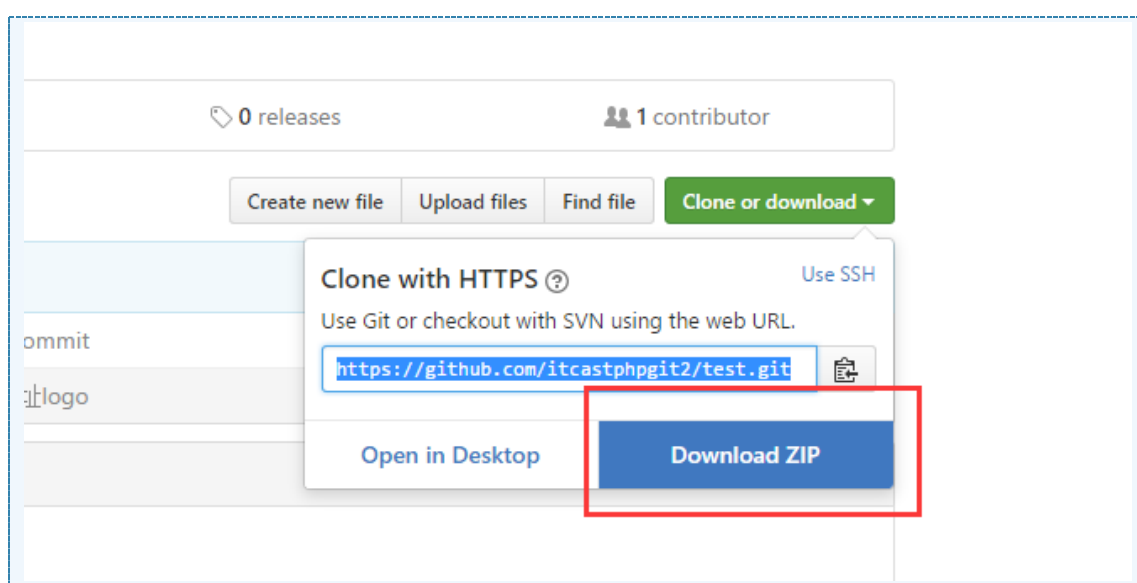 0 releases
1 contributor
Create new file
Upload files
Find file
Clone or download
Clone with HTTPS
Use SSH
Use Git or checkout with SVN using the web URL.
https://github.com/itcastphpgit2/test.git
ommit
logo
Open in Desktop
Download ZIP